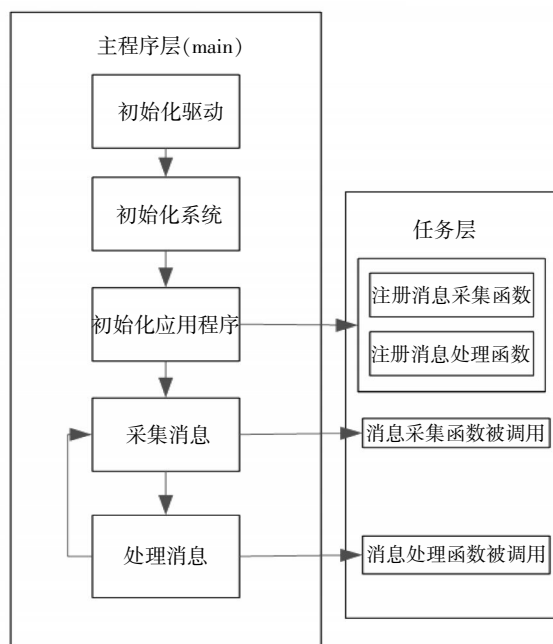 主程序层(main)
初始化驱动
初始化系统
初始化应用程序
采集消息
处理消息
任务层
注册消息采集函数
注册消息处理函数
消息采集函数被调用
消息处理函数被调用